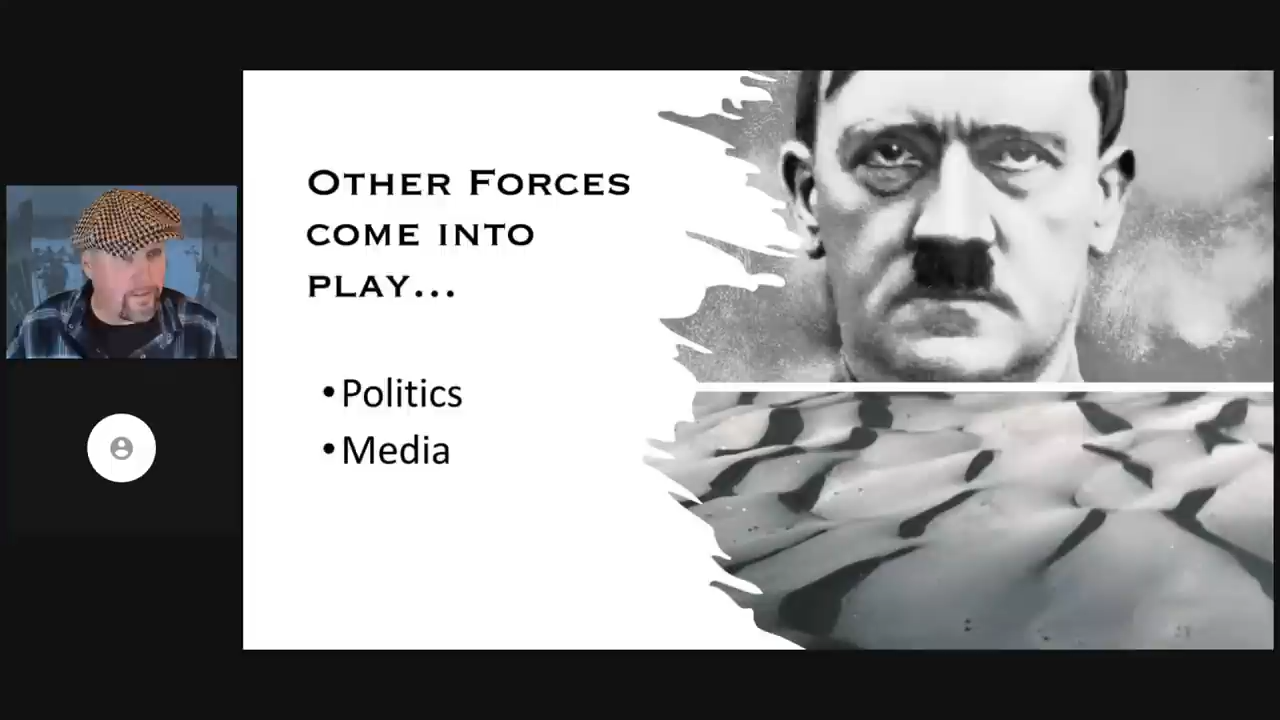 Other Forces
come into
play...
•Politics
•Media